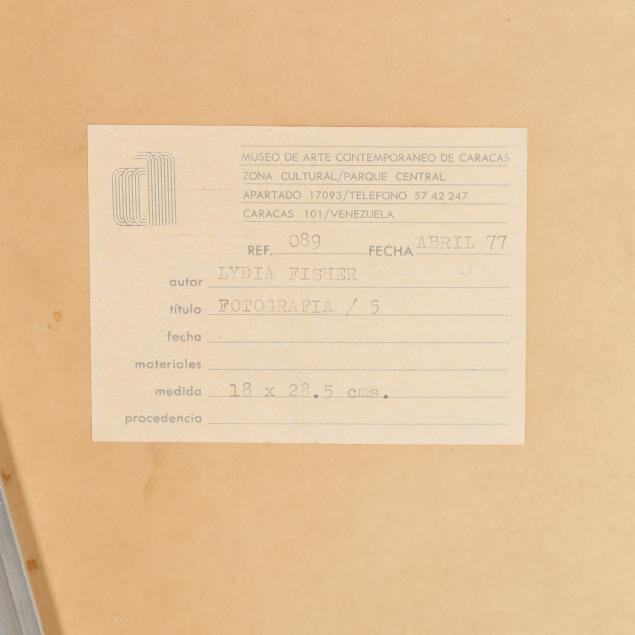 MUSEO DE ARTE CONTEMPORANEO DE CARACAS
ZONA CULTURAL/PARQUE CENTRAL
APARTADO 17093/TELEFONO 57 42 247
CARACAS 101/VENEZUELA
REF. 089 FECHA ABRIL 77
autor LYDIA FISHER
título FOTOGRAFIA / 5
fecha
materiales
medida 18 x 28.5 cms.
procedencia